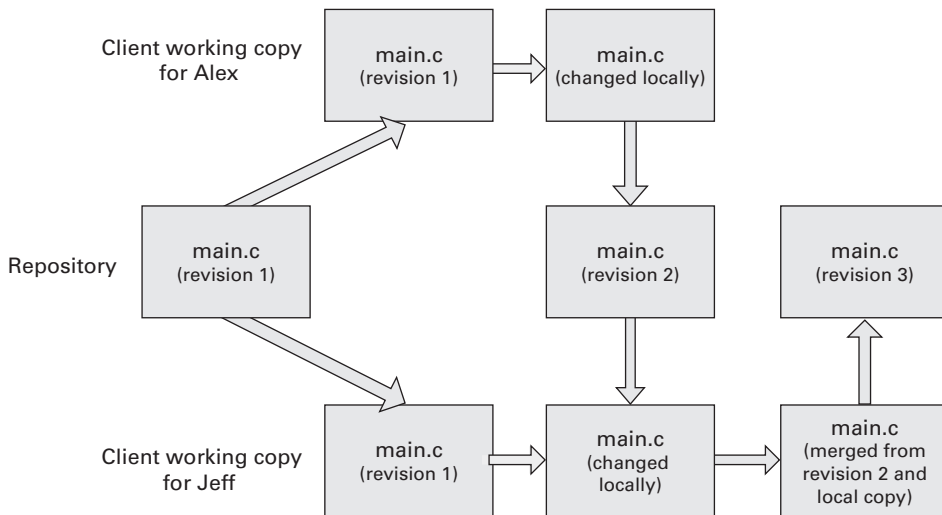 Client working copy
for Alex
main.c
(revision 1)
main.c
(changed locally)
Repository
main.c
(revision 1)
main.c
(revision 2)
main.c
(revision 3)
Client working copy
for Jeff
main.c
(revision 1)
main.c
(changed
locally)
main.c
(merged from
revision 2 and
local copy)